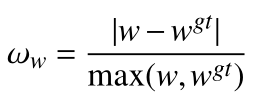 ω_w = |w − w^{gt}| / max(w, w^{gt})